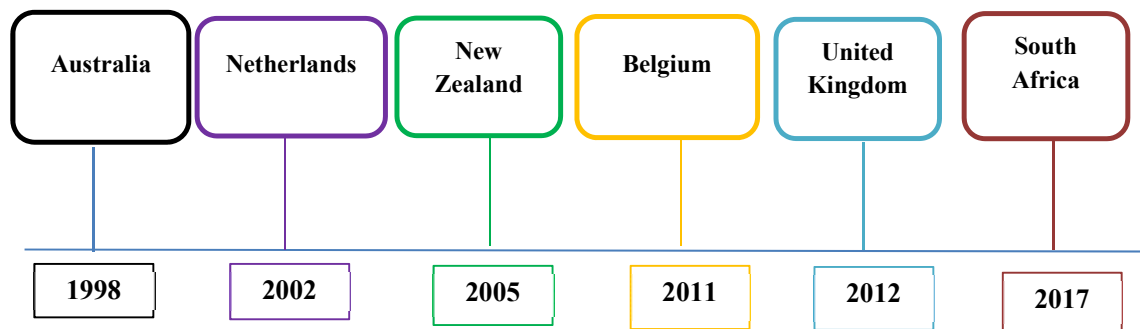 Australia
Netherlands
New
Zealand
Belgium
United
Kingdom
South
Africa
1998
2002
2005
2011
2012
2017